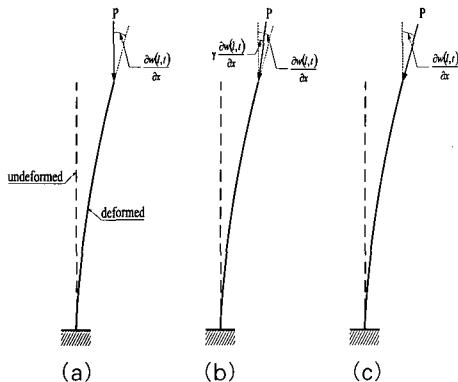 P
∂w(l,t)
∂x
undeformed
deformed
(a)
P
γ ∂w(l,t)
∂x
∂w(l,t)
∂x
(b)
P
∂w(l,t)
∂x
(c)